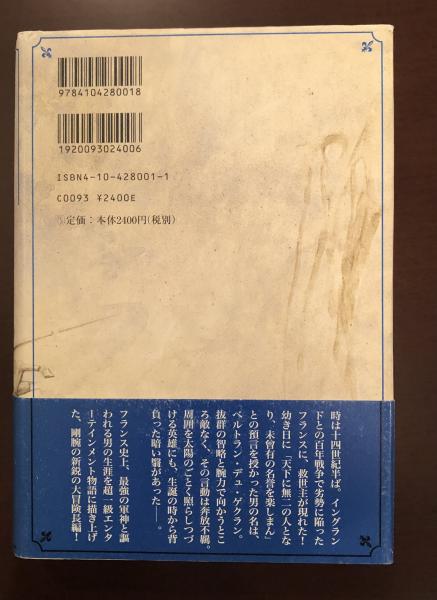 9784104280018
1920093024006
ISBN4-10-428001-1
C0093 ¥2400E
定価：本体2400円(税別)
時は十四世紀半ば。イングラン
ドとの百年戦争で劣勢に陥った
フランスに、救世主が現れた!
幼き日に「天下に無二の人とな
り、未曾有の名誉を楽しまん」
との預言を授かった男の名は、
ベルトラン・デュ・ゲクラン。
抜群の智略と腕力で向かうとこ
ろ敵なく、その言動は奔放不羈。
周囲を太陽のごとく照らしつづ
ける英雄にも、生誕の時から背
負った暗い翳があった──。
フランス史上、最強の軍神と謳
われる男の生涯を超一級エンタ
ーテインメント物語に描き上げ
た、剛腕の新鋭の大冒険長編!